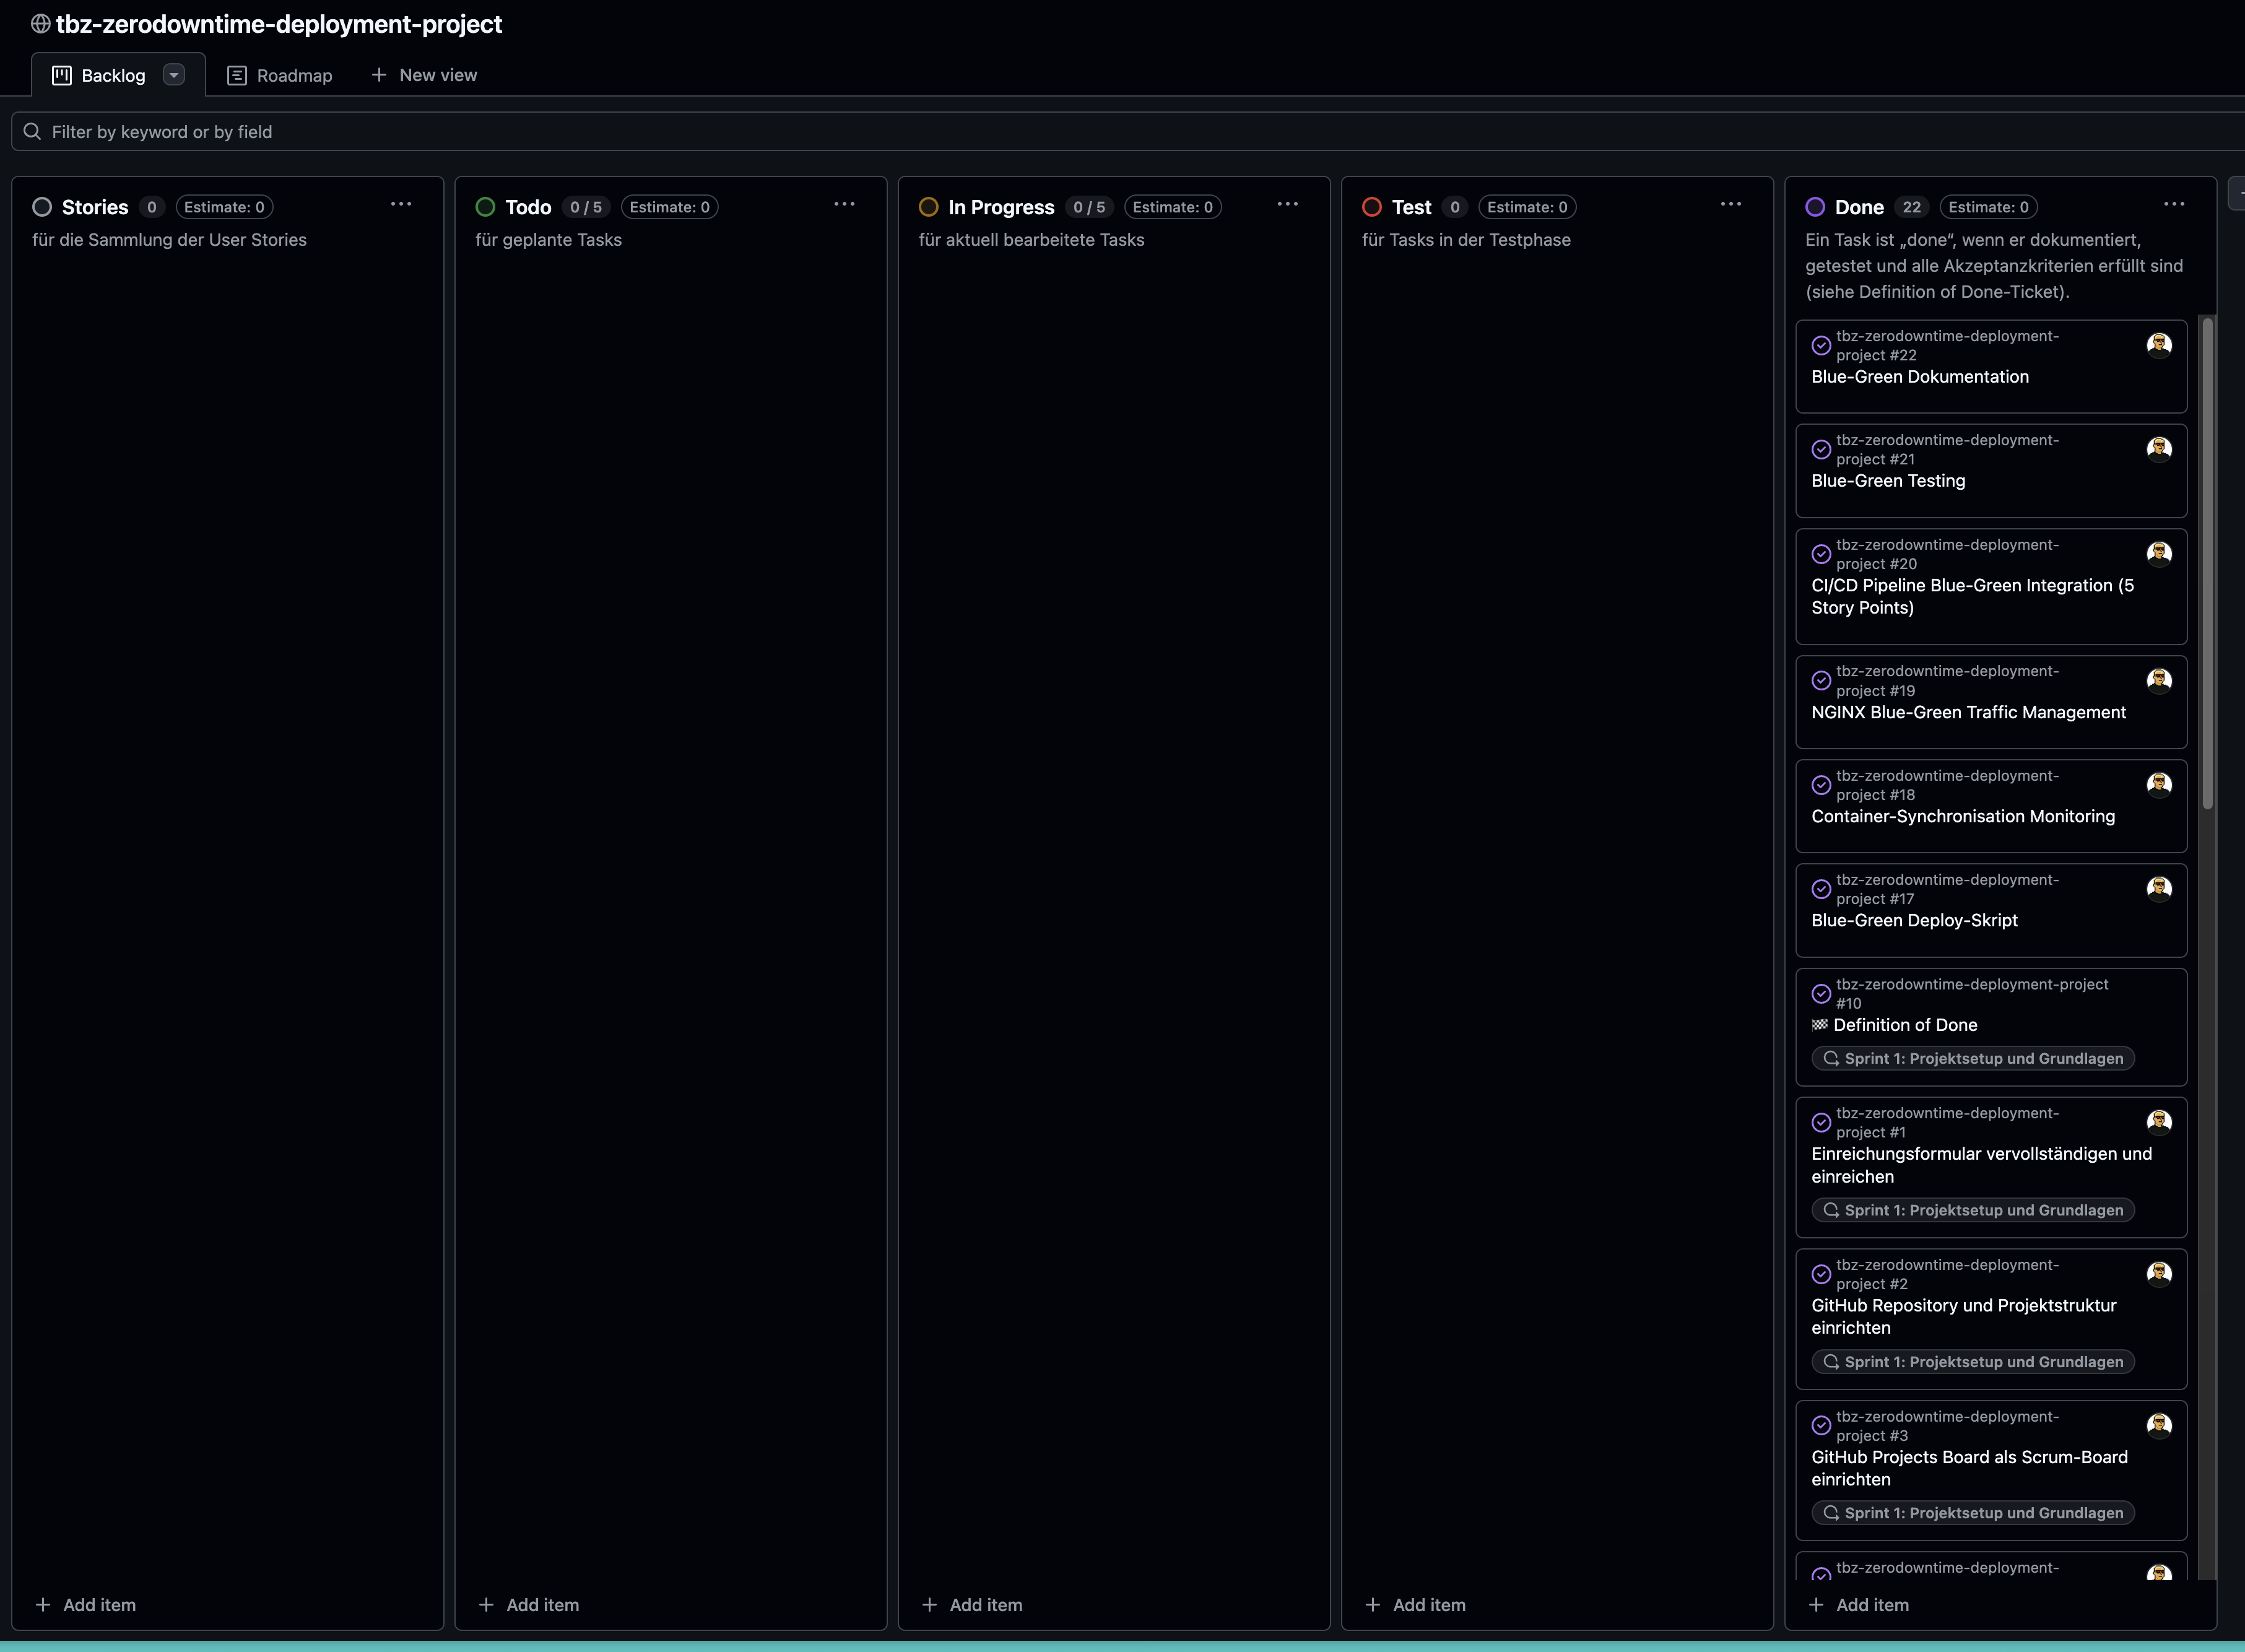 tbz-zerodowntime-deployment-project
Backlog
Roadmap
New view
Filter by keyword or by field
Stories 0 Estimate: 0
für die Sammlung der User Stories
Add item
Todo 0 / 5 Estimate: 0
für geplante Tasks
Add item
In Progress 0 / 5 Estimate: 0
für aktuell bearbeitete Tasks
Add item
Test 0 Estimate: 0
für Tasks in der Testphase
Add item
Done 22 Estimate: 0
Ein Task ist „done“, wenn er dokumentiert,
getestet und alle Akzeptanzkriterien erfüllt sind
(siehe Definition of Done-Ticket).
tbz-zerodowntime-deployment-
project #22
Blue-Green Dokumentation
tbz-zerodowntime-deployment-
project #21
Blue-Green Testing
tbz-zerodowntime-deployment-
project #20
CI/CD Pipeline Blue-Green Integration (5
Story Points)
tbz-zerodowntime-deployment-
project #19
NGINX Blue-Green Traffic Management
tbz-zerodowntime-deployment-
project #18
Container-Synchronisation Monitoring
tbz-zerodowntime-deployment-
project #17
Blue-Green Deploy-Skript
tbz-zerodowntime-deployment-project
#10
🏁 Definition of Done
Sprint 1: Projektsetup und Grundlagen
tbz-zerodowntime-deployment-
project #1
Einreichungsformular vervollständigen und
einreichen
Sprint 1: Projektsetup und Grundlagen
tbz-zerodowntime-deployment-
project #2
GitHub Repository und Projektstruktur
einrichten
Sprint 1: Projektsetup und Grundlagen
tbz-zerodowntime-deployment-
project #3
GitHub Projects Board als Scrum-Board
einrichten
Sprint 1: Projektsetup und Grundlagen
tbz-zerodowntime-deployment-
Add item